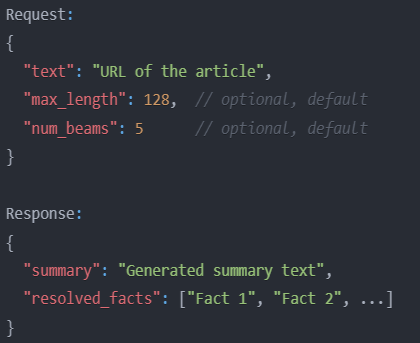 Request:
{
  "text": "URL of the article",
  "max_length": 128,  // optional, default
  "num_beams": 5      // optional, default
}

Response:
{
  "summary": "Generated summary text",
  "resolved_facts": ["Fact 1", "Fact 2", ...]
}